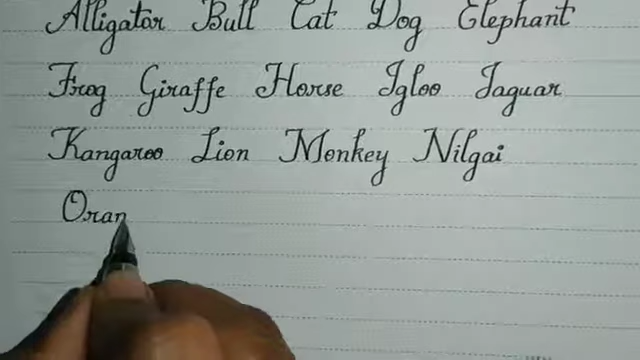 Alligator Bull Cat Dog Elephant
Frog Giraffe Horse Igloo Jaguar
Kangaroo Lion Monkey Nilgai
Oran